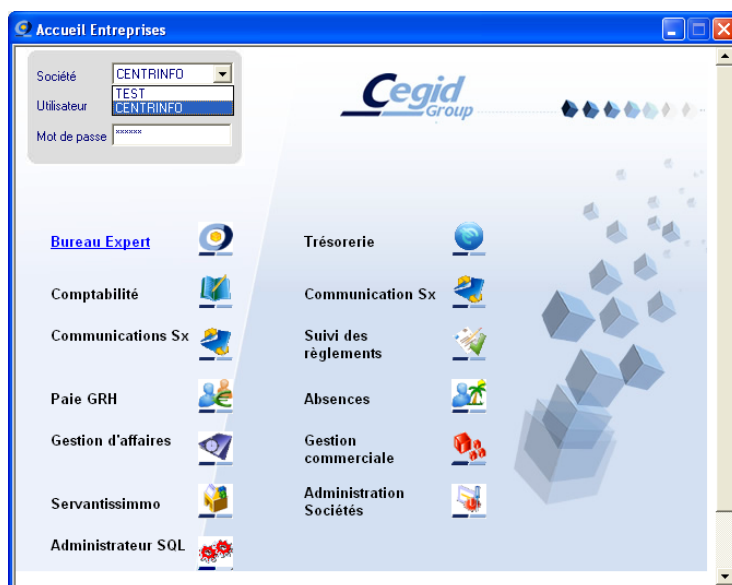 Accueil Entreprises
Société
CENTRINFO
TEST
CENTRINFO
Utilisateur
Mot de passe
******
Cegid
Group
Bureau Expert
Trésorerie
Comptabilité
Communication Sx
Communications Sx
Suivi des
règlements
Paie GRH
Absences
Gestion d'affaires
Gestion
commerciale
Servantissimmo
Administration
Sociétés
Administrateur SQL